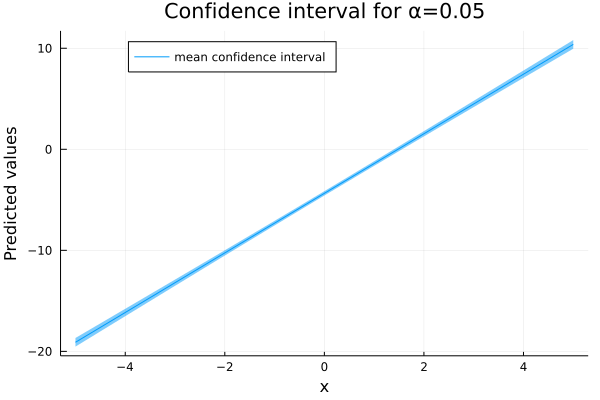 Confidence interval for α=0.05
mean confidence interval
Predicted values
10
0
−10
−20
−4
−2
0
2
4
x